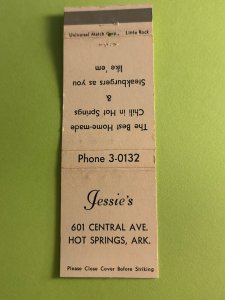 Universal Match Corp., Little Rock
The Best Home-made
Chili in Hot Springs
&
Steakburgers as you
like 'em
Phone 3-0132
Jessie's
601 CENTRAL AVE.
HOT SPRINGS, ARK.
Please Close Cover Before Striking